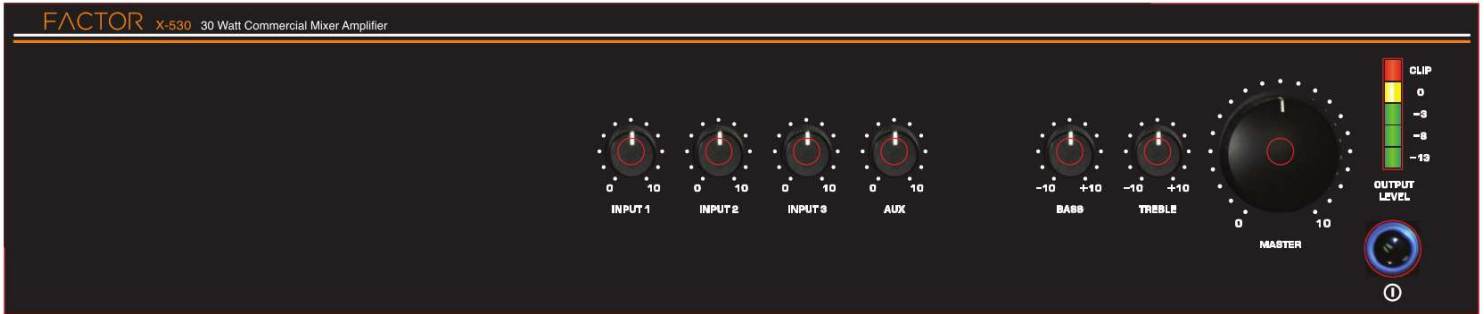 FACTOR X-530 30 Watt Commercial Mixer Amplifier
CLIP
0
-3
-8
-13
OUTPUT
LEVEL
0 10
INPUT 1
0 10
INPUT 2
0 10
INPUT 3
0 10
AUX
-10 +10
BASS
-10 +10
TREBLE
0 10
MASTER